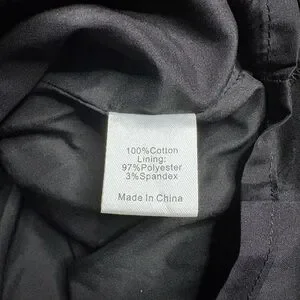 100%Cotton
Lining:
97%Polyester
3%Spandex
Made In China